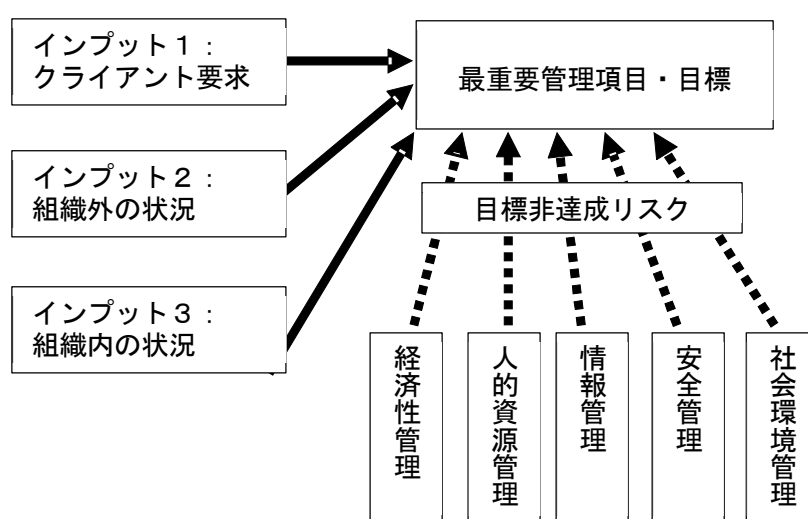 インプット１：
クライアント要求
最重要管理項目・目標
インプット２：
組織外の状況
目標非達成リスク
インプット３：
組織内の状況
経済性管理
人的資源管理
情報管理
安全管理
社会環境管理